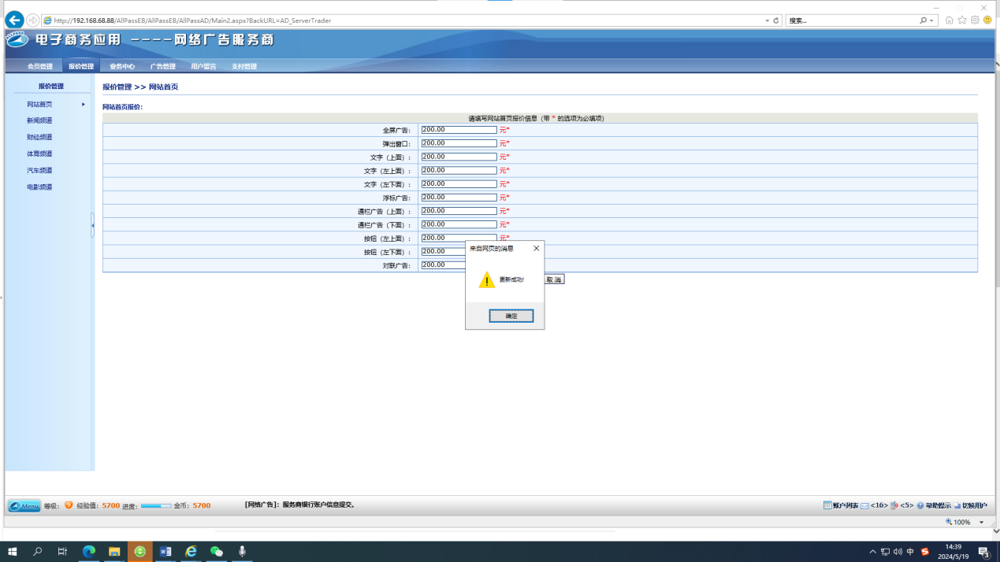 http://192.168.68.88/AllPassEB/AllPassEB/AllPassAD/Main2.aspx?BackURL=AD_ServerTrader
搜索...
电子商务应用 ----网络广告服务商
会员管理 报价管理 业务中心 广告管理 用户留言 支付管理
报价管理
网站首页
新闻频道
财经频道
体育频道
汽车频道
电影频道
报价管理 >> 网站首页
网站首页报价:
请填写网站首页报价信息（带 * 的选项为必填项)
全屏广告: 200.00 元*
弹出窗口: 200.00 元*
文字（上面）: 200.00 元*
文字（左上面）: 200.00 元*
文字（左下面）: 200.00 元*
浮标广告: 200.00 元*
通栏广告（上面）: 200.00 元*
通栏广告（下面）: 200.00 元*
按钮（左上面）: 200.00 元*
按钮（左下面）: 200.00
对联广告: 200.00
取 消
来自网页的消息
更新成功!
确定
Menu 等级: 经验值: 5700 进度: 金币: 5700
[网络广告]: 服务商银行账户信息提交。
账户列表 <16> <5> 帮助提示 切换用户
100%
中
14:39
2024/5/19
3